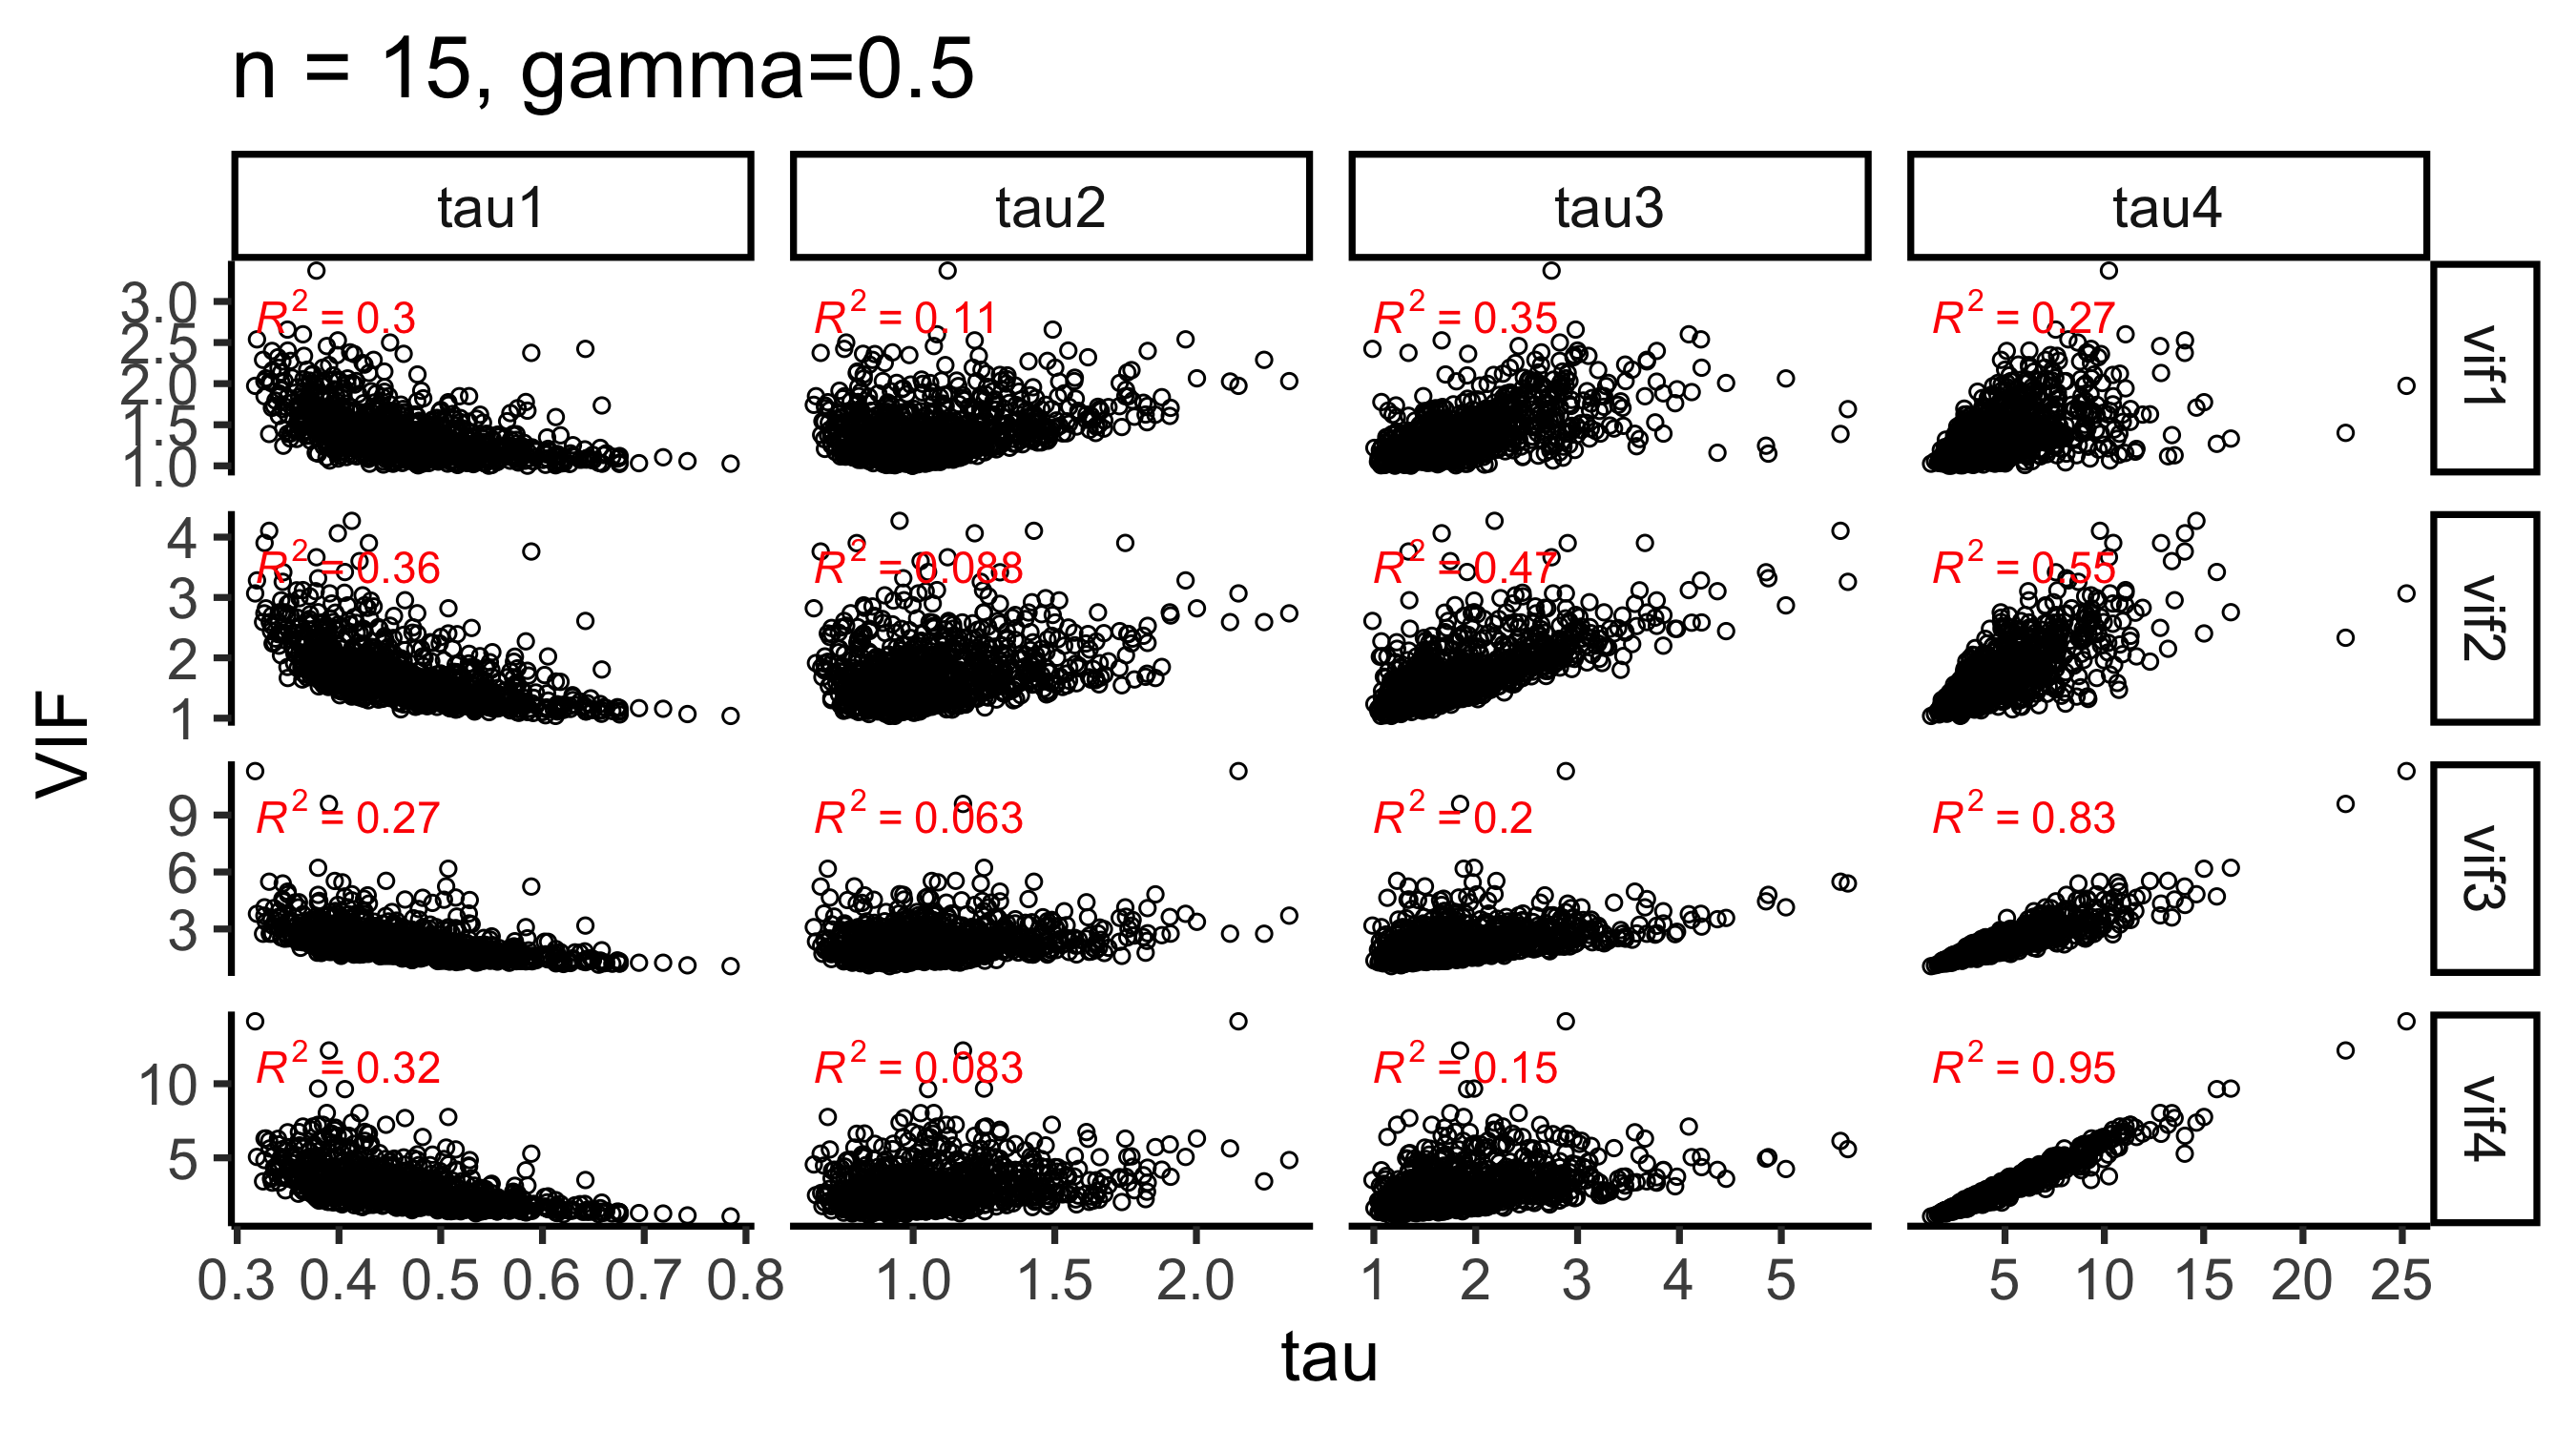 n = 15, gamma=0.5
tau1 tau2 tau3 tau4
3.0
2.5
2.0
1.5
1.0
R² = 0.3 R² = 0.11 R² = 0.35 R² = 0.27
vif1
4
3
2
1
R² = 0.36 R² = 0.088 R² = 0.47 R² = 0.55
vif2
VIF
9
6
3
R² = 0.27 R² = 0.063 R² = 0.2 R² = 0.83
vif3
10
5
R² = 0.32 R² = 0.083 R² = 0.15 R² = 0.95
vif4
0.3 0.4 0.5 0.6 0.7 0.8 1.0 1.5 2.0 1 2 3 4 5 5 10 15 20 25
tau